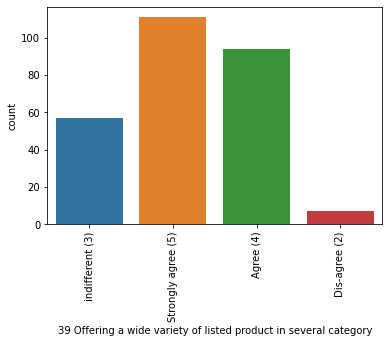 100
80
60
40
20
0
count
indifferent (3)
Strongly agree (5)
Agree (4)
Dis-agree (2)
39 Offering a wide variety of listed product in several category